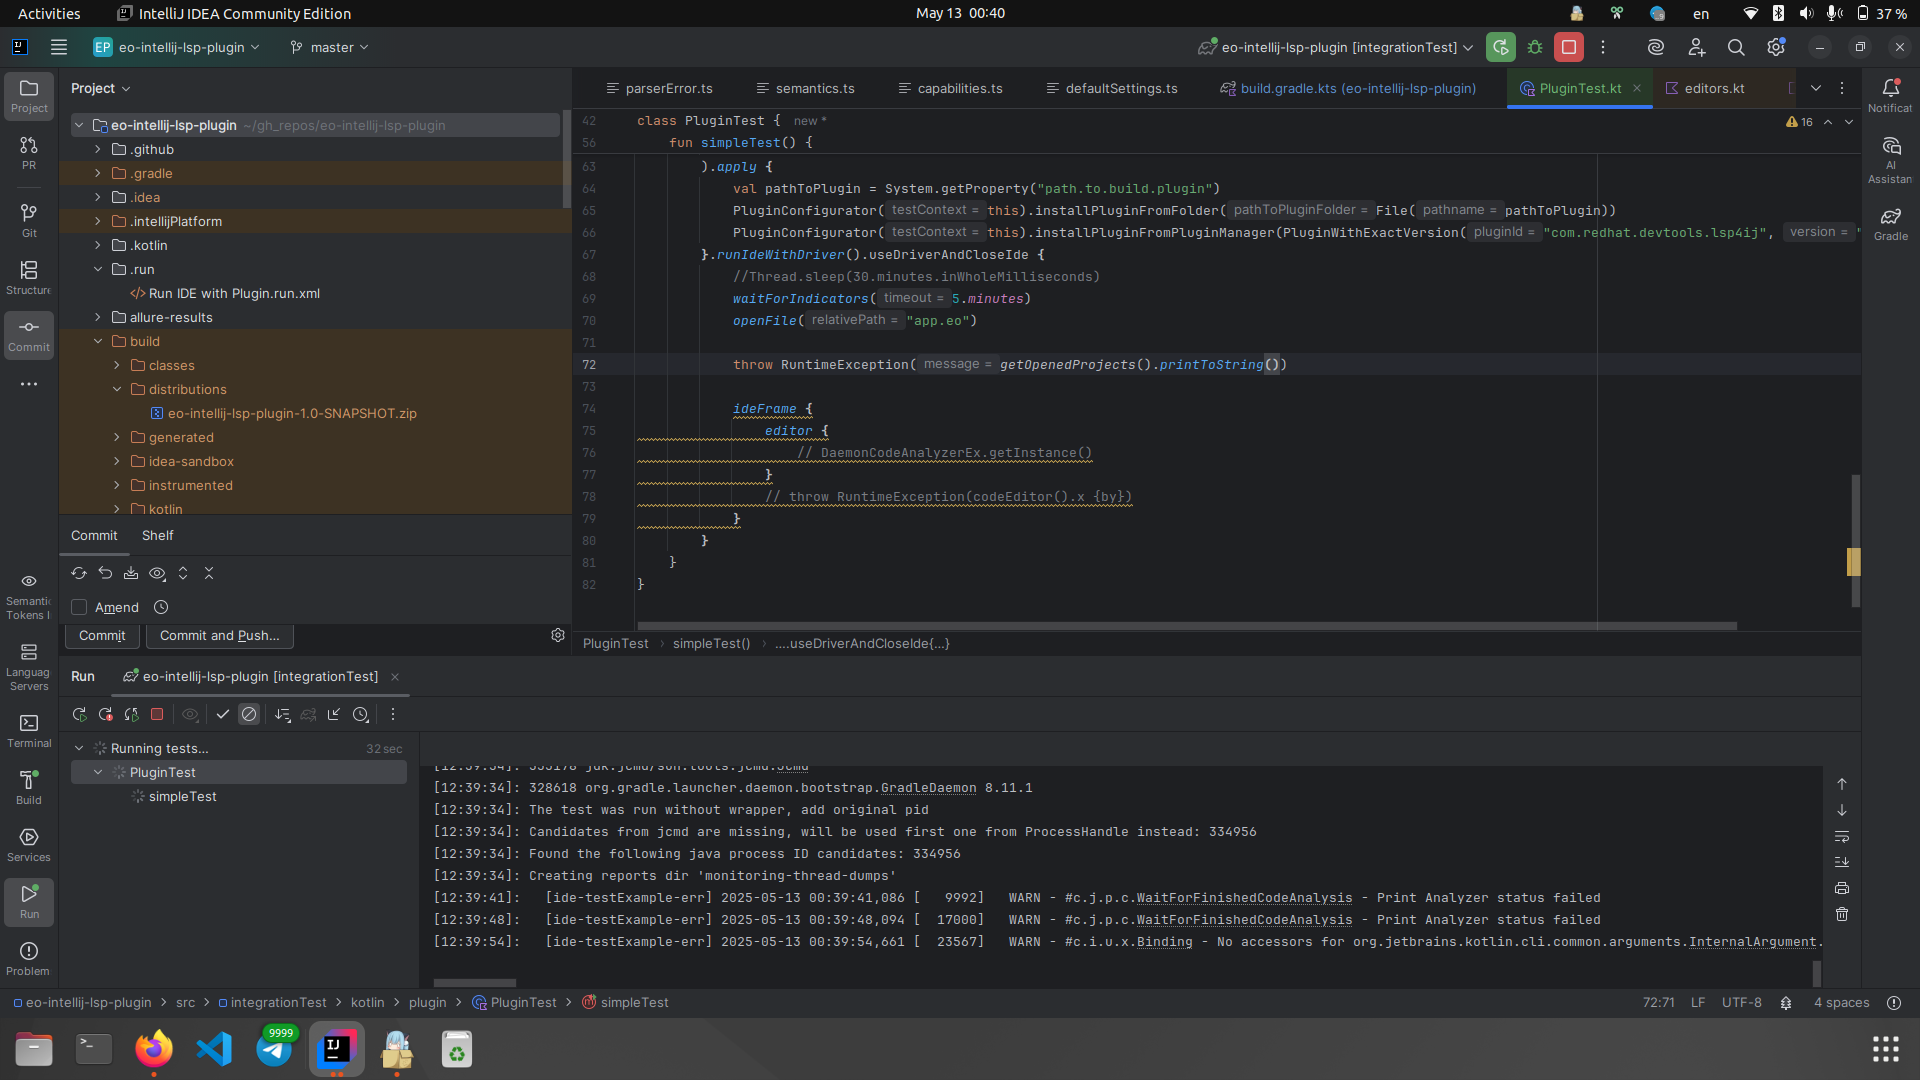 Activities
IntelliJ IDEA Community Edition
May 13 00:40
en
37 %
EP eo-intellij-lsp-plugin
master
eo-intellij-lsp-plugin [integrationTest]
Project
parserError.ts
semantics.ts
capabilities.ts
defaultSettings.ts
build.gradle.kts (eo-intellij-lsp-plugin)
PluginTest.kt
editors.kt
Project
PR
Git
Structure
Commit
Semantic
Tokens I
Language
Servers
Terminal
Build
Services
Run
Problem
eo-intellij-lsp-plugin ~/gh_repos/eo-intellij-lsp-plugin
.github
.gradle
.idea
.intellijPlatform
.kotlin
.run
Run IDE with Plugin.run.xml
allure-results
build
classes
distributions
eo-intellij-lsp-plugin-1.0-SNAPSHOT.zip
generated
idea-sandbox
instrumented
kotlin
Commit
Shelf
Amend
Commit
Commit and Push...
16
42 class PluginTest { new *
56 fun simpleTest() {
63 ).apply {
64 val pathToPlugin = System.getProperty("path.to.build.plugin")
65 PluginConfigurator( testContext = this).installPluginFromFolder( pathToPluginFolder = File( pathname = pathToPlugin))
66 PluginConfigurator( testContext = this).installPluginFromPluginManager(PluginWithExactVersion( pluginId = "com.redhat.devtools.lsp4ij", version = "
67 }.runIdeWithDriver().useDriverAndCloseIde {
68 //Thread.sleep(30.minutes.inWholeMilliseconds)
69 waitForIndicators( timeout = 5.minutes)
70 openFile( relativePath = "app.eo")
71
72 throw RuntimeException( message = getOpenedProjects().printToString())
73
74 ideFrame {
75 editor {
76 // DaemonCodeAnalyzerEx.getInstance()
77 }
78 // throw RuntimeException(codeEditor().x {by})
79 }
80 }
81 }
82 }
PluginTest > simpleTest() > ....useDriverAndCloseIde{...}
Notificat
AI
Assistan
Gradle
Run
eo-intellij-lsp-plugin [integrationTest]
Running tests... 32 sec
PluginTest
simpleTest
[12:39:34]: 333178 jdk.jcmd/sun.tools.jcmd.JCmd
[12:39:34]: 328618 org.gradle.launcher.daemon.bootstrap.GradleDaemon 8.11.1
[12:39:34]: The test was run without wrapper, add original pid
[12:39:34]: Candidates from jcmd are missing, will be used first one from ProcessHandle instead: 334956
[12:39:34]: Found the following java process ID candidates: 334956
[12:39:34]: Creating reports dir 'monitoring-thread-dumps'
[12:39:41]: [ide-testExample-err] 2025-05-13 00:39:41,086 [ 9992] WARN - #c.j.p.c.WaitForFinishedCodeAnalysis - Print Analyzer status failed
[12:39:48]: [ide-testExample-err] 2025-05-13 00:39:48,094 [ 17000] WARN - #c.j.p.c.WaitForFinishedCodeAnalysis - Print Analyzer status failed
[12:39:54]: [ide-testExample-err] 2025-05-13 00:39:54,661 [ 23567] WARN - #c.i.u.x.Binding - No accessors for org.jetbrains.kotlin.cli.common.arguments.InternalArgument.
eo-intellij-lsp-plugin > src > integrationTest > kotlin > plugin > PluginTest > simpleTest
72:71 LF UTF-8 4 spaces
9999
IJ